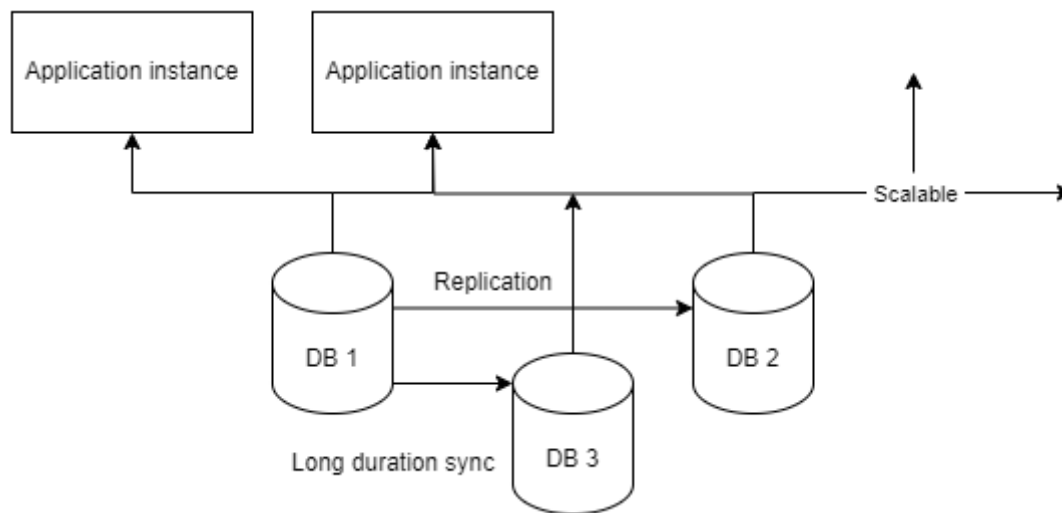 Application instance
Application instance
Scalable
Replication
DB 1
DB 2
Long duration sync
DB 3